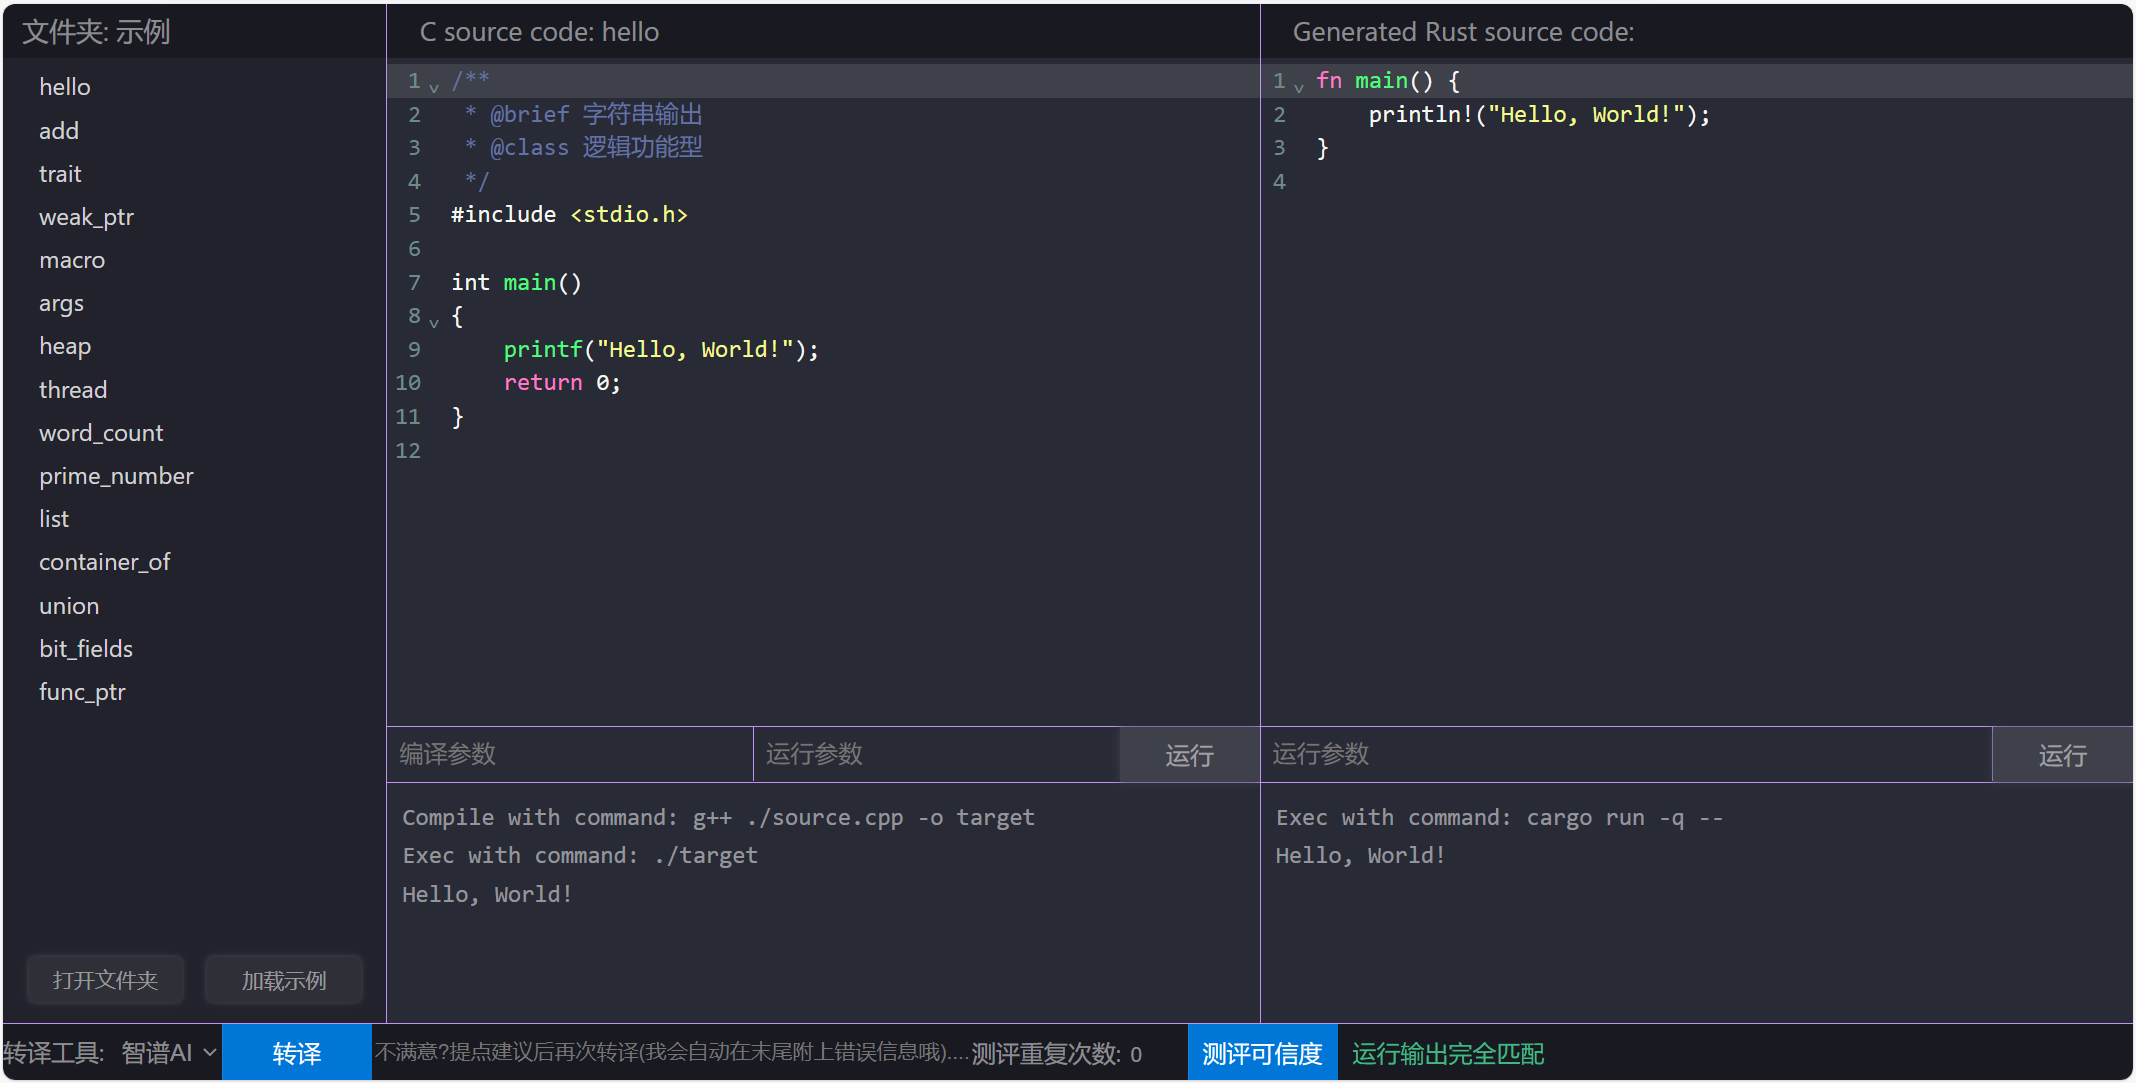 文件夹: 示例
hello
add
trait
weak_ptr
macro
args
heap
thread
word_count
prime_number
list
container_of
union
bit_fields
func_ptr
打开文件夹
加载示例
C source code: hello
1 /**
2  * @brief 字符串输出
3  * @class 逻辑功能型
4  */
5 #include <stdio.h>
6
7 int main()
8 {
9     printf("Hello, World!");
10     return 0;
11 }
12
编译参数
运行参数
运行
Compile with command: g++ ./source.cpp -o target
Exec with command: ./target
Hello, World!
Generated Rust source code:
1 fn main() {
2     println!("Hello, World!");
3 }
4
运行参数
运行
Exec with command: cargo run -q --
Hello, World!
转译工具: 智谱AI 转译 不满意?提点建议后再次转译(我会自动在末尾附上错误信息哦).... 测评重复次数: 0 测评可信度 运行输出完全匹配